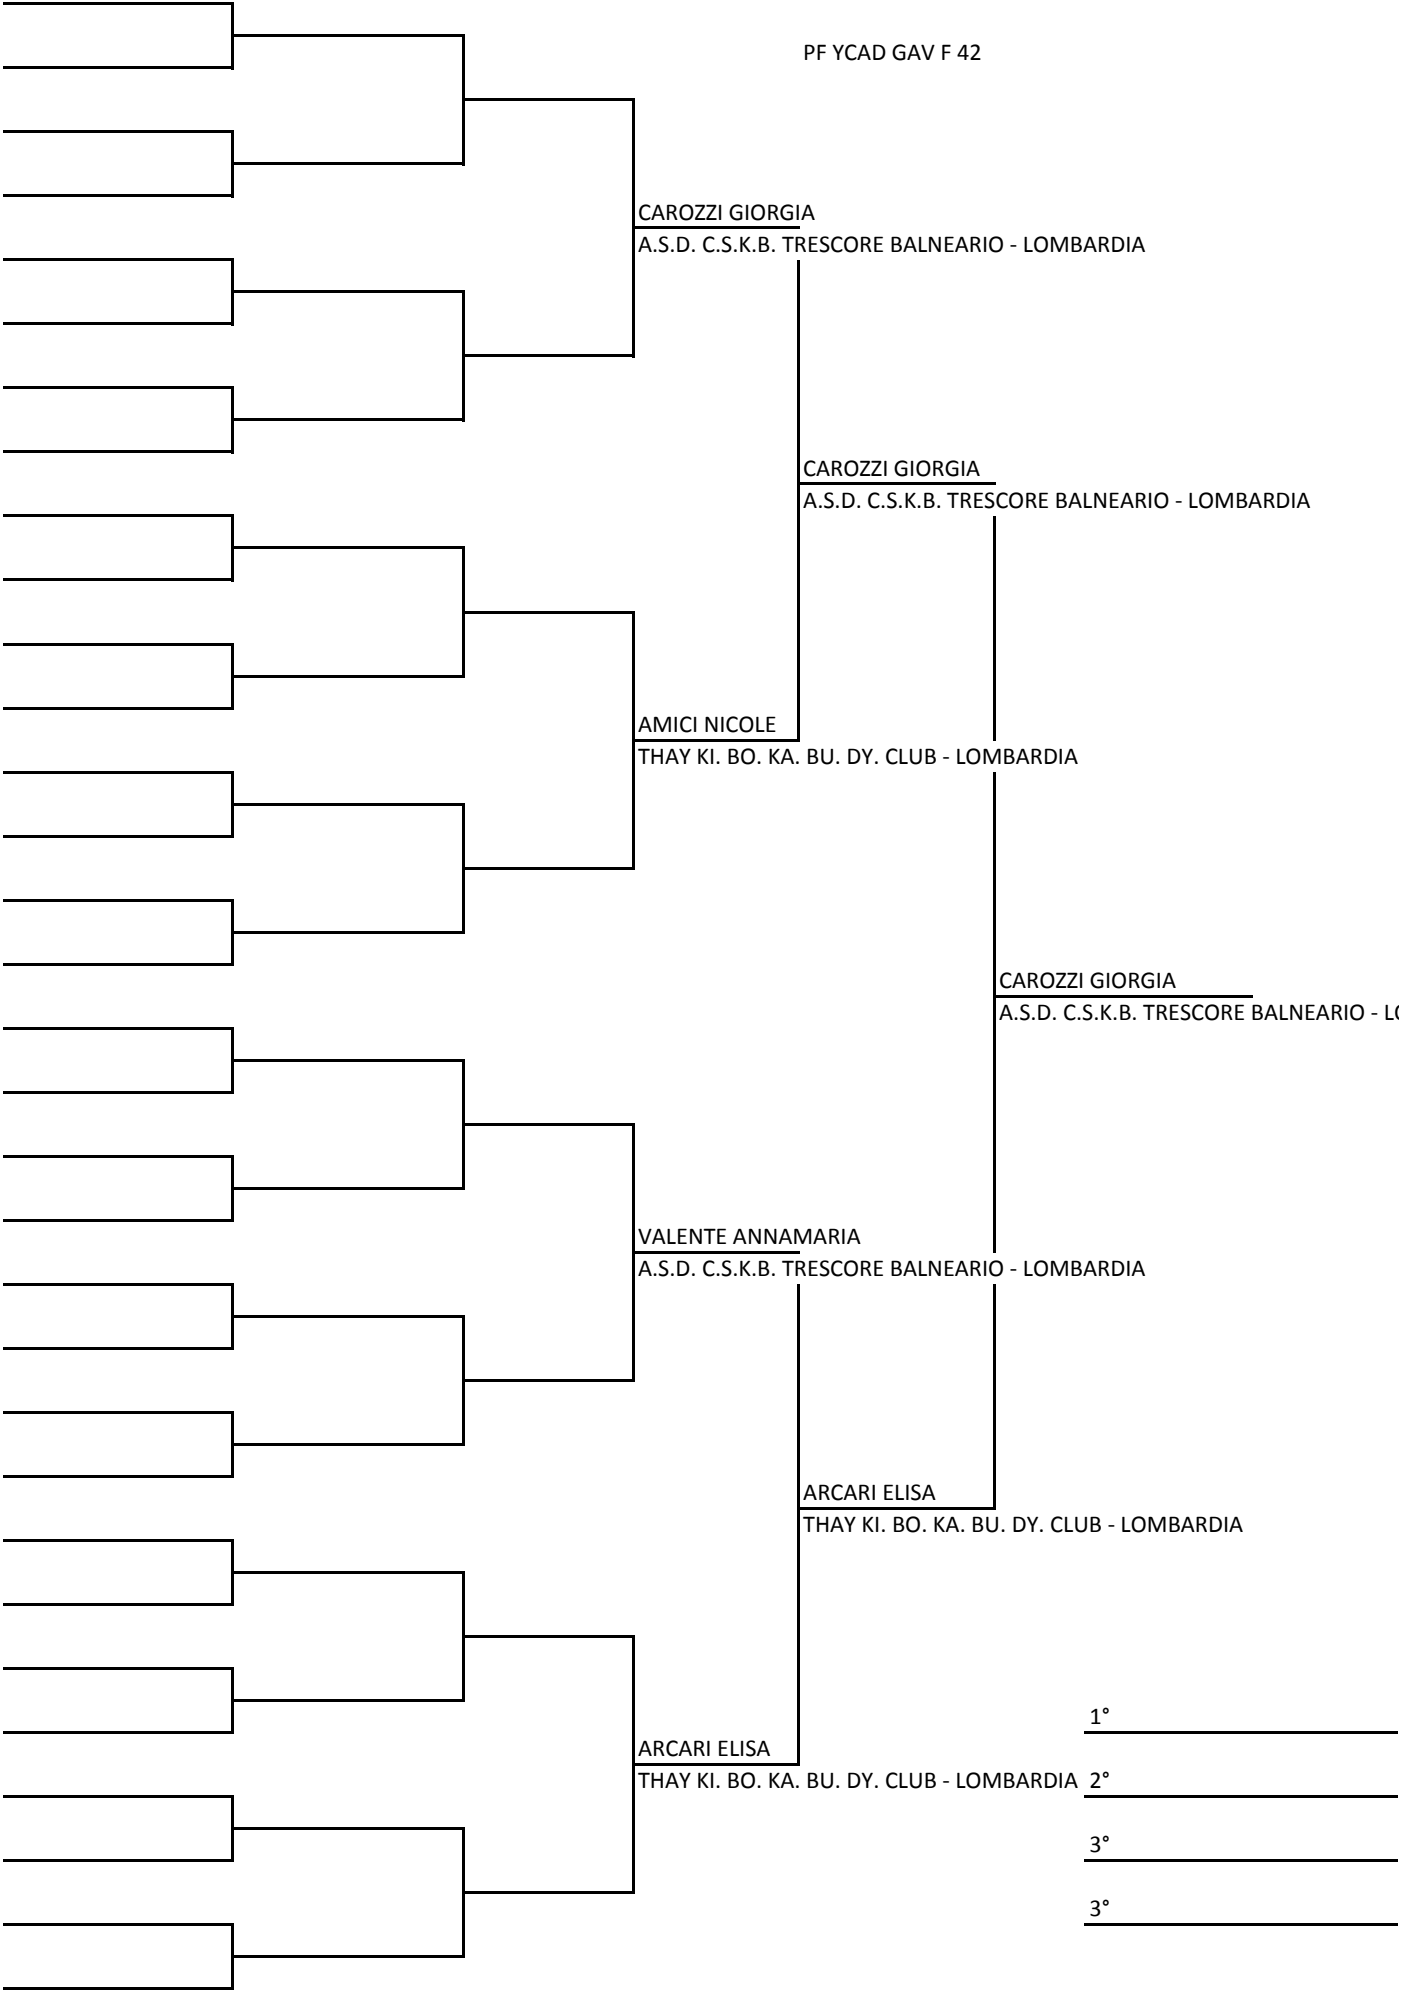 PF YCAD GAV F 42
CAROZZI GIORGIA
A.S.D. C.S.K.B. TRESCORE BALNEARIO - LOMBARDIA
CAROZZI GIORGIA
A.S.D. C.S.K.B. TRESCORE BALNEARIO - LOMBARDIA
AMICI NICOLE
THAY KI. BO. KA. BU. DY. CLUB - LOMBARDIA
CAROZZI GIORGIA
A.S.D. C.S.K.B. TRESCORE BALNEARIO - L
VALENTE ANNAMARIA
A.S.D. C.S.K.B. TRESCORE BALNEARIO - LOMBARDIA
ARCARI ELISA
THAY KI. BO. KA. BU. DY. CLUB - LOMBARDIA
1°
ARCARI ELISA
THAY KI. BO. KA. BU. DY. CLUB - LOMBARDIA
2°
3°
3°